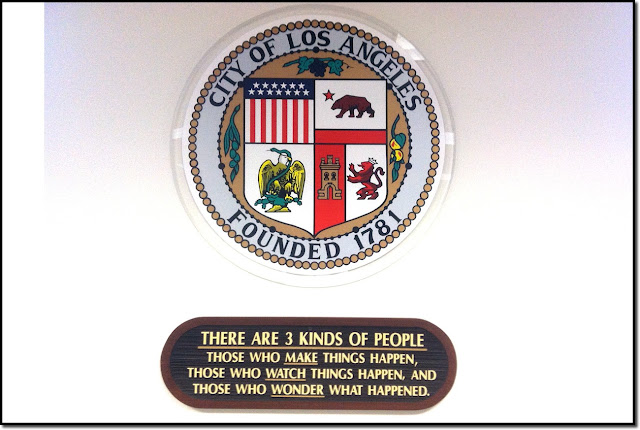 CITY OF LOS ANGELES
FOUNDED 1781
THERE ARE 3 KINDS OF PEOPLE
THOSE WHO MAKE THINGS HAPPEN,
THOSE WHO WATCH THINGS HAPPEN, AND
THOSE WHO WONDER WHAT HAPPENED.